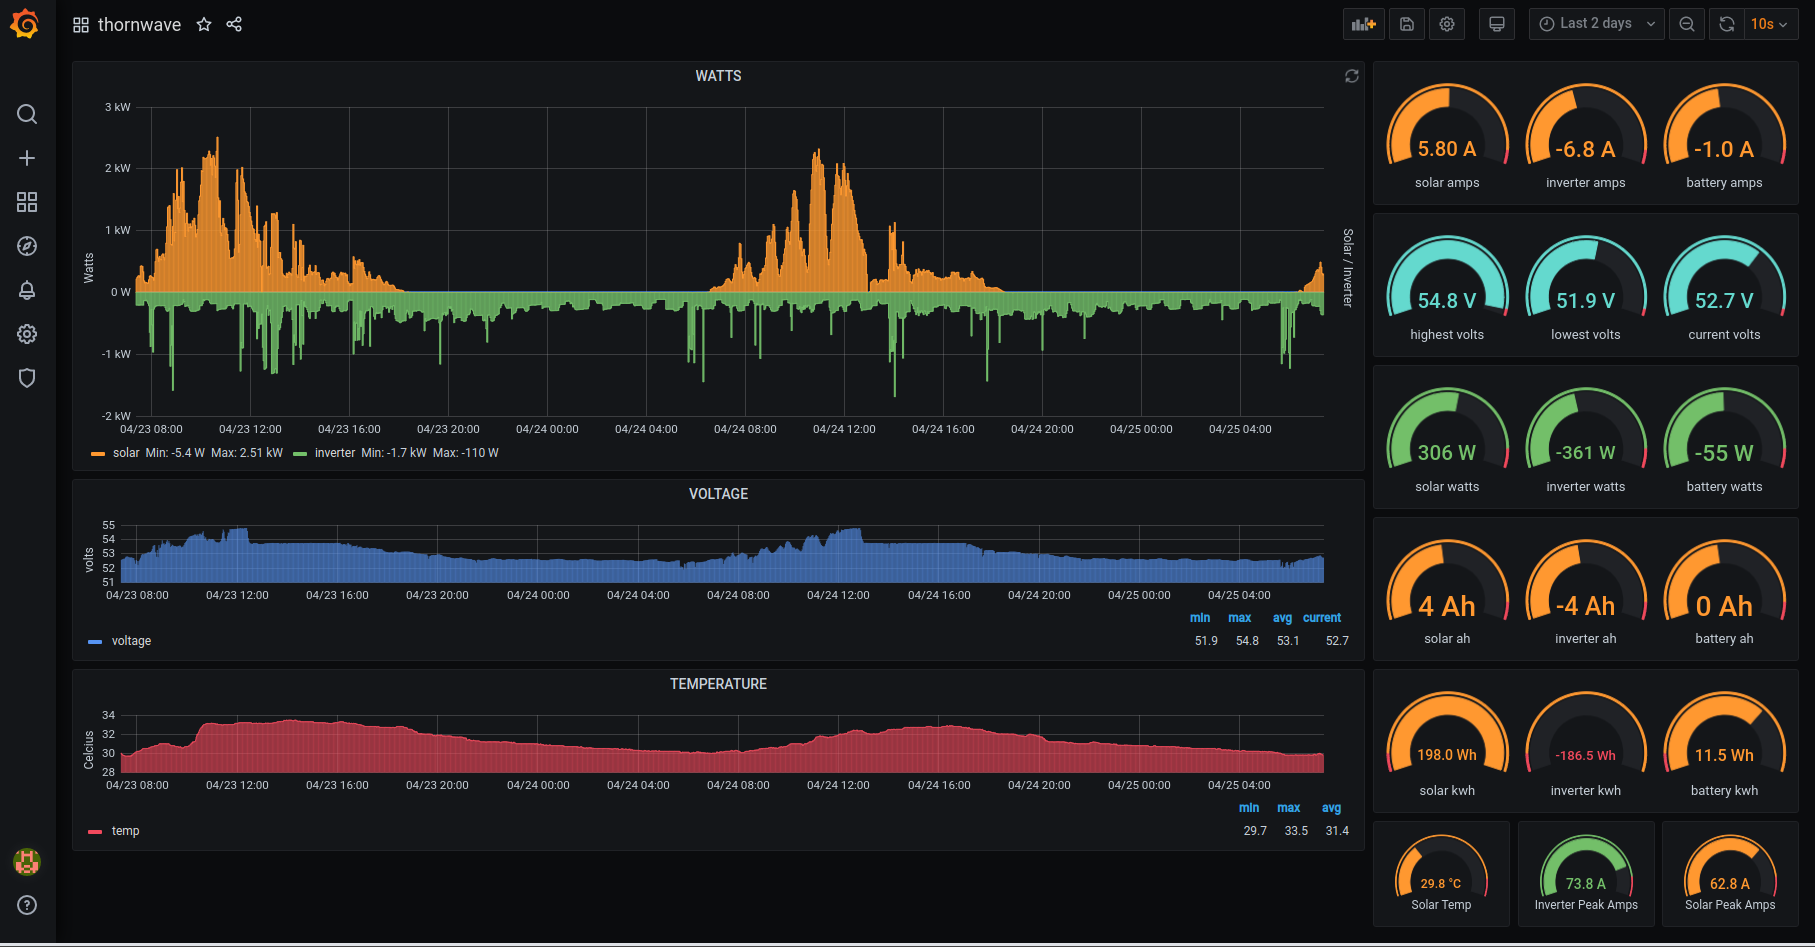 thornwave
Last 2 days
10s
WATTS
3 kW
2 kW
1 kW
0 W
-1 kW
-2 kW
Watts
Solar / Inverter
04/23 08:00 04/23 12:00 04/23 16:00 04/23 20:00 04/24 00:00 04/24 04:00 04/24 08:00 04/24 12:00 04/24 16:00 04/24 20:00 04/25 00:00 04/25 04:00
solar Min: -5.4 W Max: 2.51 kW inverter Min: -1.7 kW Max: -110 W
VOLTAGE
55
54
53
52
51
volts
04/23 08:00 04/23 12:00 04/23 16:00 04/23 20:00 04/24 00:00 04/24 04:00 04/24 08:00 04/24 12:00 04/24 16:00 04/24 20:00 04/25 00:00 04/25 04:00
min max avg current
voltage 51.9 54.8 53.1 52.7
TEMPERATURE
34
32
30
28
Celcius
04/23 08:00 04/23 12:00 04/23 16:00 04/23 20:00 04/24 00:00 04/24 04:00 04/24 08:00 04/24 12:00 04/24 16:00 04/24 20:00 04/25 00:00 04/25 04:00
min max avg
temp 29.7 33.5 31.4
5.80 A -6.8 A -1.0 A
solar amps inverter amps battery amps
54.8 V 51.9 V 52.7 V
highest volts lowest volts current volts
306 W -361 W -55 W
solar watts inverter watts battery watts
4 Ah -4 Ah 0 Ah
solar ah inverter ah battery ah
198.0 Wh -186.5 Wh 11.5 Wh
solar kwh inverter kwh battery kwh
29.8 °C 73.8 A 62.8 A
Solar Temp Inverter Peak Amps Solar Peak Amps